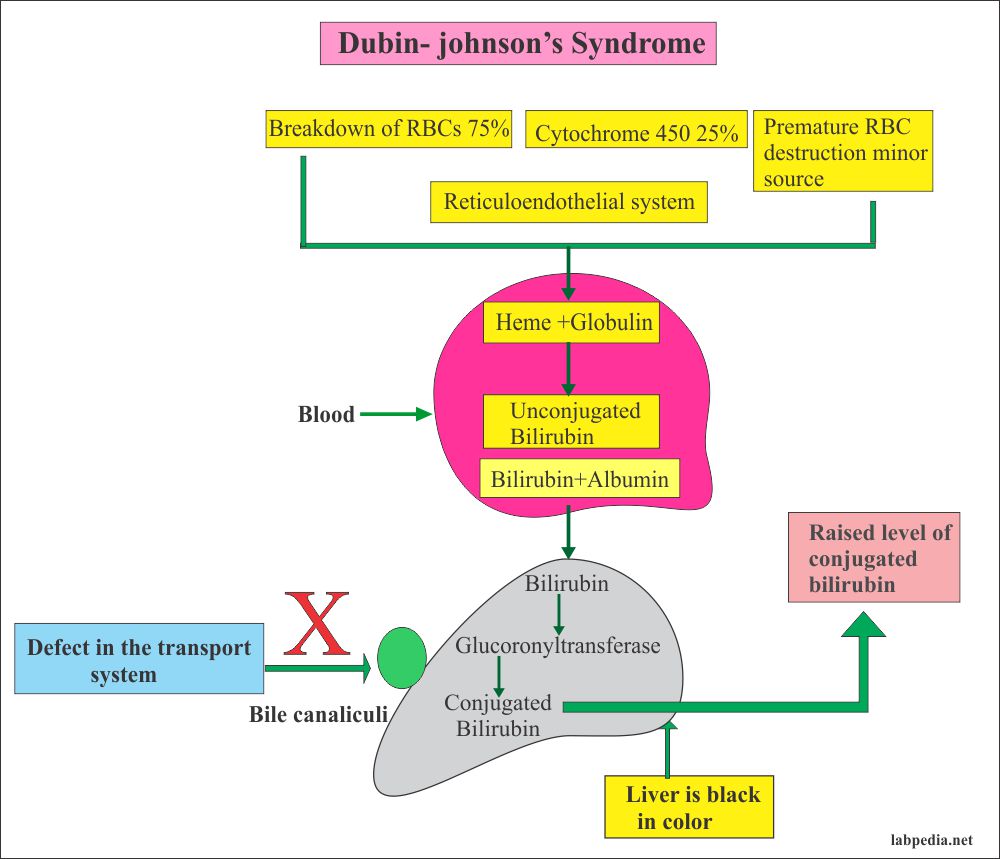 Dubin- johnson's Syndrome
Breakdown of RBCs 75%
Cytochrome 450 25%
Premature RBC
destruction minor
source
Reticuloendothelial system
Heme +Globulin
Blood
Unconjugated
Bilirubin
Bilirubin+Albumin
Raised level of
conjugated
bilirubin
Bilirubin
X
Glucoronyltransferase
Defect in the transport
system
Bile canaliculi
Conjugated
Bilirubin
Liver is black
in color
labpedia.net